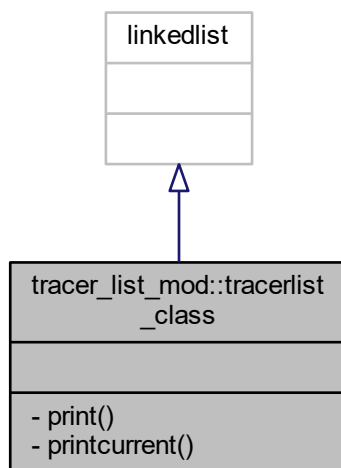 linkedlist
tracer_list_mod::tracerlist
_class
- print()
- printcurrent()